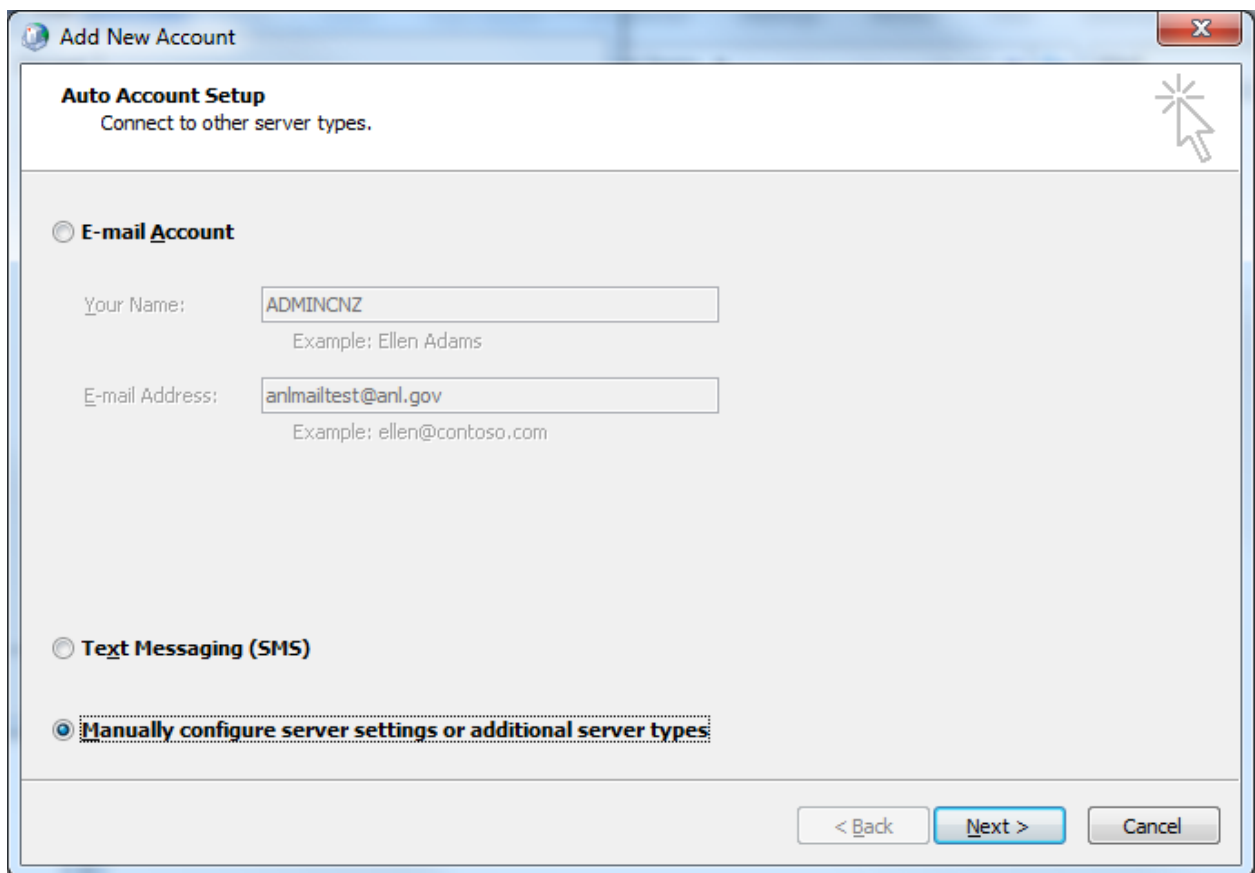 Add New Account
Auto Account Setup
Connect to other server types.
E-mail Account
Your Name: ADMINCNZ
Example: Ellen Adams
E-mail Address: anlmailtest@anl.gov
Example: ellen@contoso.com
Text Messaging (SMS)
Manually configure server settings or additional server types
< Back Next > Cancel